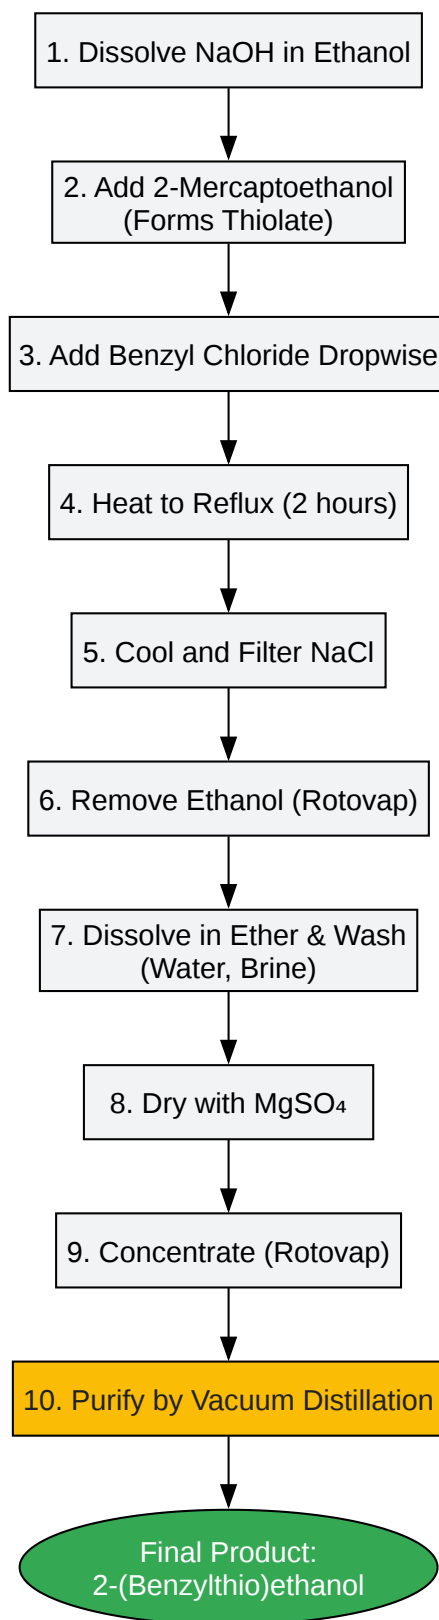 1. Dissolve NaOH in Ethanol
2. Add 2-Mercaptoethanol
(Forms Thiolate)
3. Add Benzyl Chloride Dropwise
4. Heat to Reflux (2 hours)
5. Cool and Filter NaCl
6. Remove Ethanol (Rotovap)
7. Dissolve in Ether & Wash
(Water, Brine)
8. Dry with MgSO₄
9. Concentrate (Rotovap)
10. Purify by Vacuum Distillation
Final Product:
2-(Benzylthio)ethanol